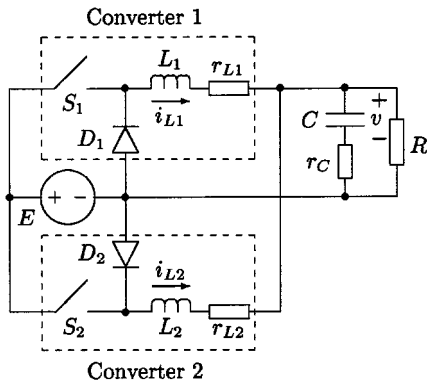 Converter 1
L1
rL1
S1
iL1
D1
C
+
v
−
R
rC
E
+ −
D2
iL2
S2
L2
rL2
Converter 2